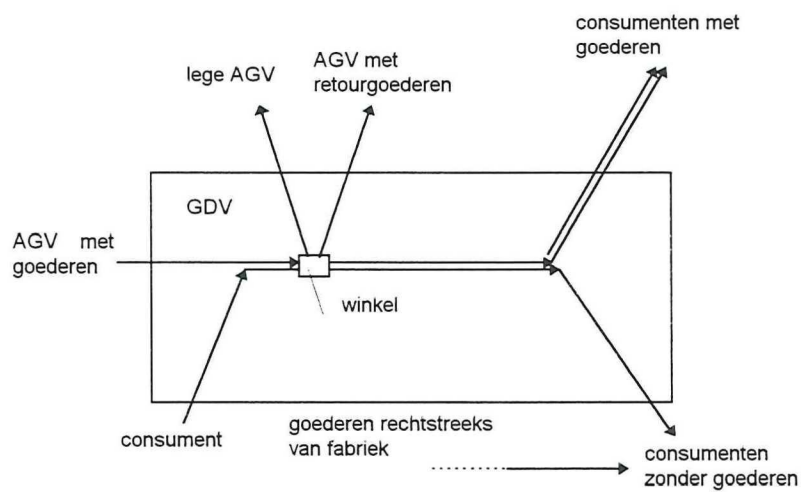 consumenten met
goederen
lege AGV
AGV met
retourgoederen
GDV
AGV met
goederen
winkel
consument
goederen rechtstreeks
van fabriek
consumenten
zonder goederen